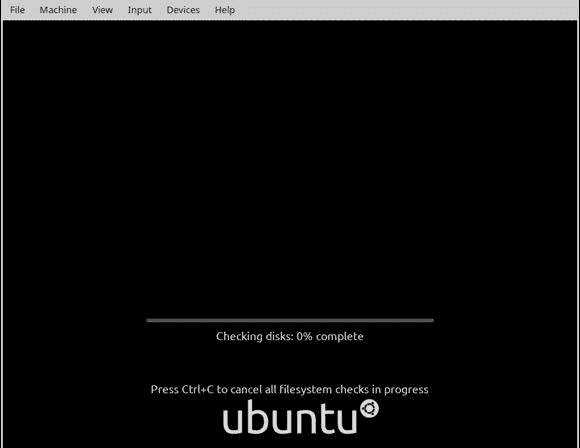 File Machine View Input Devices Help
Checking disks: 0% complete
Press Ctrl+C to cancel all filesystem checks in progress
ubuntu